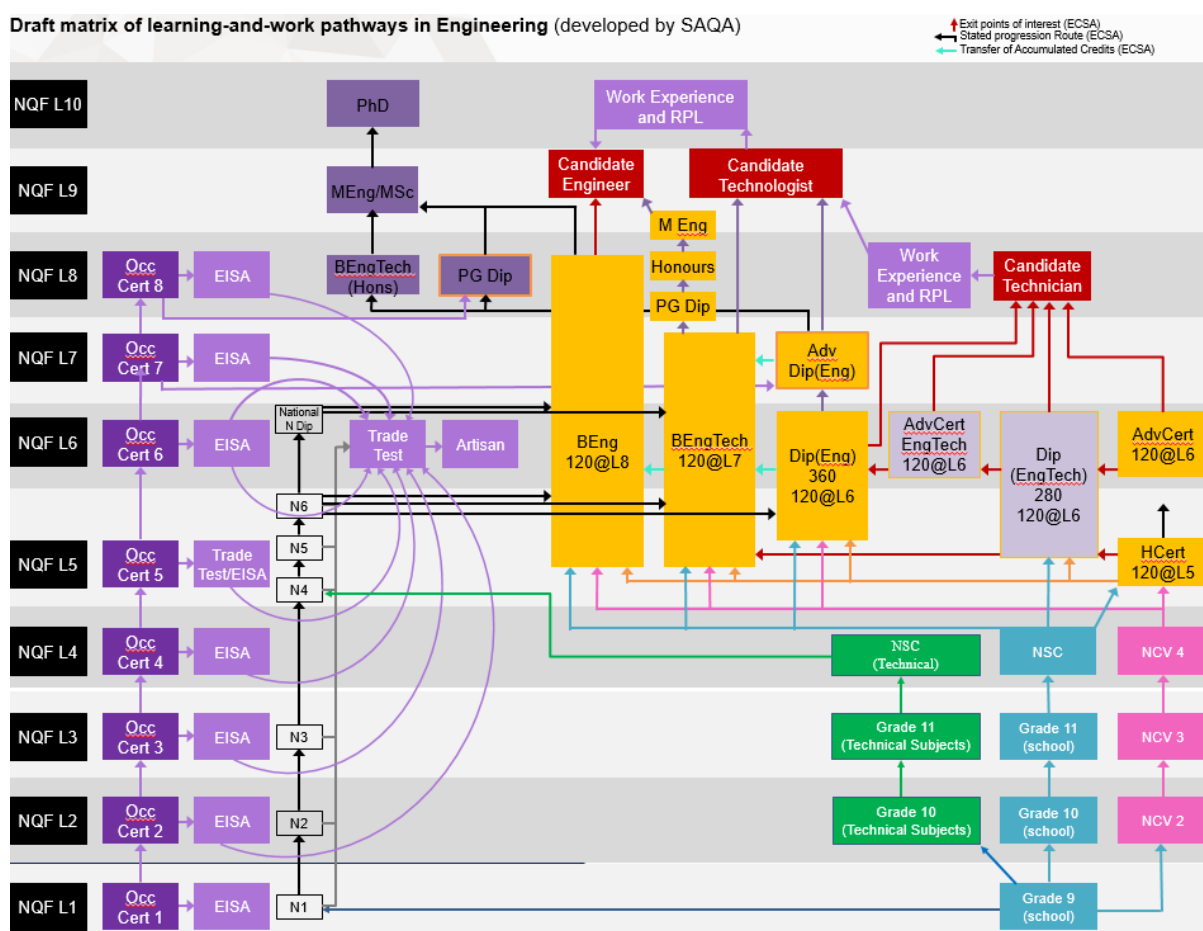 Draft matrix of learning-and-work pathways in Engineering (developed by SAQA)
Exit points of interest (ECSA)
Stated progression Route (ECSA)
Transfer of Accumulated Credits (ECSA)
NQF L10
PhD
Work Experience
and RPL
NQF L9
MEng/MSc
Candidate
Engineer
Candidate
Technologist
M Eng
NQF L8
Occ
Cert 8
EISA
BEngTech
(Hons)
PG Dip
Honours
PG Dip
Work
Experience
and RPL
Candidate
Technician
NQF L7
Occ
Cert 7
EISA
Adv
Dip(Eng)
NQF L6
Occ
Cert 6
EISA
National
N Dip
Trade
Test
Artisan
BEng
120@L8
BEngTech
120@L7
Dip(Eng)
360
120@L6
AdvCert
EngTech
120@L6
Dip
(EngTech)
280
120@L6
AdvCert
120@L6
N6
NQF L5
Occ
Cert 5
Trade
Test/EISA
N5
N4
HCert
120@L5
NQF L4
Occ
Cert 4
EISA
NSC
(Technical)
NSC
NCV 4
NQF L3
Occ
Cert 3
EISA
N3
Grade 11
(Technical Subjects)
Grade 11
(school)
NCV 3
NQF L2
Occ
Cert 2
EISA
N2
Grade 10
(Technical Subjects)
Grade 10
(school)
NCV 2
NQF L1
Occ
Cert 1
EISA
N1
Grade 9
(school)